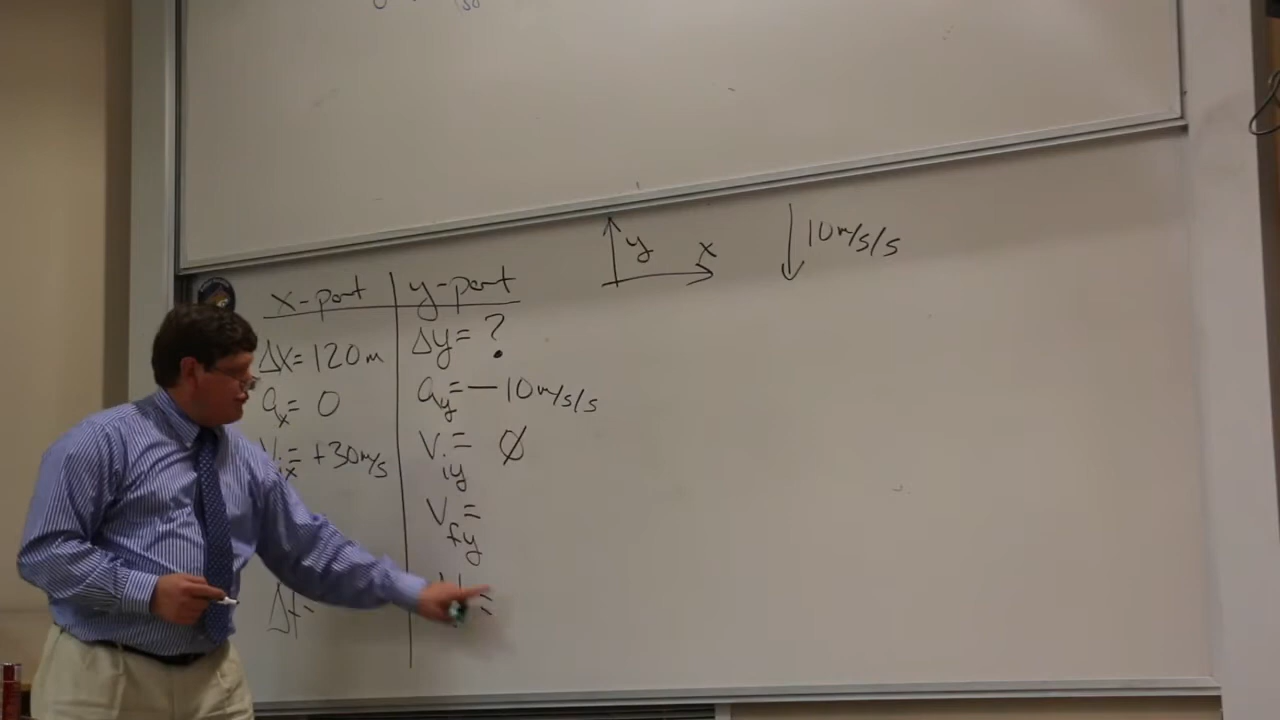 y x 10m/s/s
x-part y-part
Δx= 120m Δy= ?
ax= 0 ay= -10m/s/s
Vix= +30m/s Viy= Ø
Vfy=
Δt= =